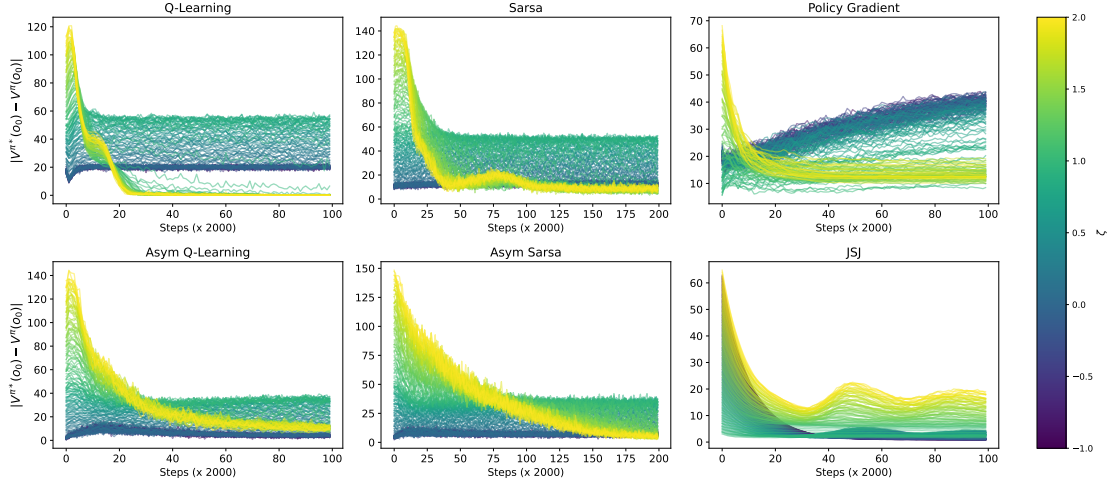 Q-Learning
Sarsa
Policy Gradient
|V^{π*}(o₀) − V^π(o₀)|
120
100
80
60
40
20
0
0 20 40 60 80 100
Steps (x 2000)
140
120
100
80
60
40
20
0
0 25 50 75 100 125 150 175 200
Steps (x 2000)
70
60
50
40
30
20
10
0 20 40 60 80 100
Steps (x 2000)
Asym Q-Learning
Asym Sarsa
JSJ
|V^{π*}(o₀) − V^π(o₀)|
140
120
100
80
60
40
20
0
0 20 40 60 80 100
Steps (x 2000)
150
125
100
75
50
25
0
0 25 50 75 100 125 150 175 200
Steps (x 2000)
60
50
40
30
20
10
0
0 20 40 60 80 100
Steps (x 2000)
2.0
1.5
1.0
0.5
0.0
−0.5
−1.0
ζ